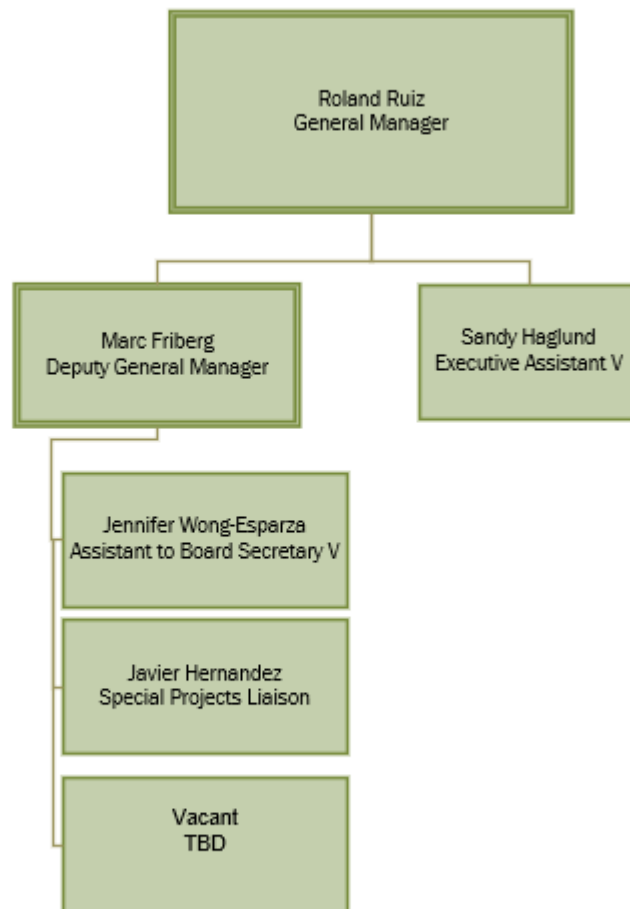 Roland Ruiz
General Manager
Marc Friberg
Deputy General Manager
Sandy Haglund
Executive Assistant V
Jennifer Wong-Esparza
Assistant to Board Secretary V
Javier Hernandez
Special Projects Liaison
Vacant
TBD